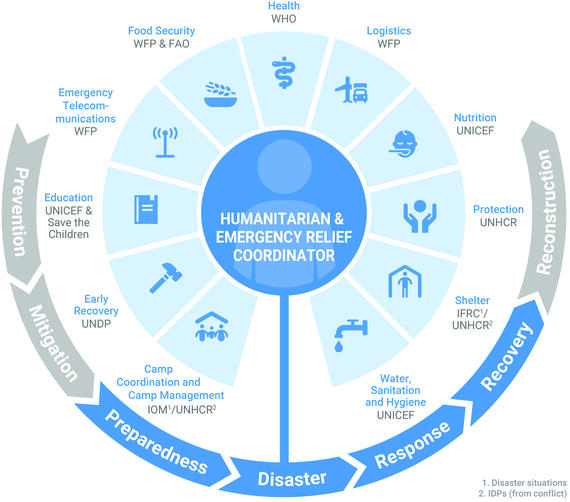 Health
WHO
Food Security
WFP & FAO
Logistics
WFP
Emergency
Telecom-
munications
WFP
Nutrition
UNICEF
Education
UNICEF &
Save the
Children
Protection
UNHCR
HUMANITARIAN &
EMERGENCY RELIEF
COORDINATOR
Early
Recovery
UNDP
Shelter
IFRC¹/
UNHCR²
Camp
Coordination and
Camp Management
IOM¹/UNHCR²
Water,
Sanitation
and Hygiene
UNICEF
Prevention
Mitigation
Preparedness
Disaster
Response
Recovery
Reconstruction
1. Disaster situations
2. IDPs (from conflict)